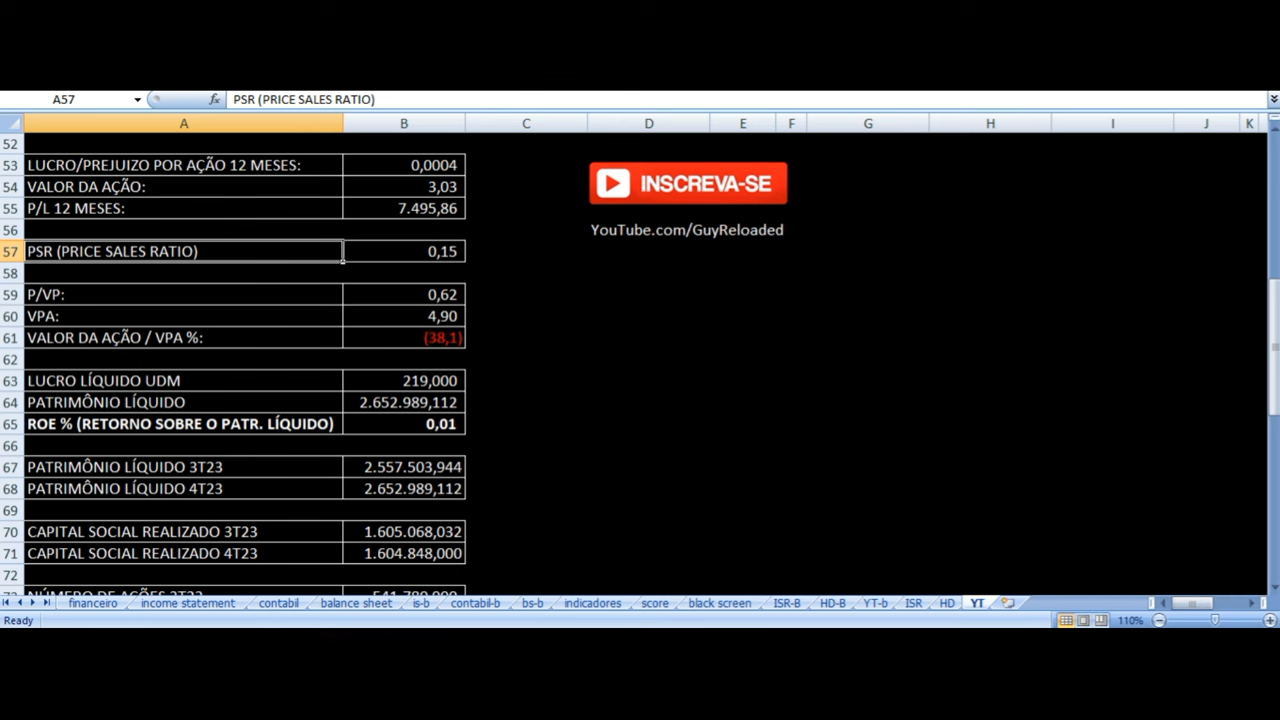 A57 fx PSR (PRICE SALES RATIO)
A B C D E F G H I J K
52
53 LUCRO/PREJUIZO POR AÇÃO 12 MESES: 0,0004
54 VALOR DA AÇÃO: 3,03
55 P/L 12 MESES: 7.495,86
56
57 PSR (PRICE SALES RATIO) 0,15
58
59 P/VP: 0,62
60 VPA: 4,90
61 VALOR DA AÇÃO / VPA %: (38,1)
62
63 LUCRO LÍQUIDO UDM 219,000
64 PATRIMÔNIO LÍQUIDO 2.652.989,112
65 ROE % (RETORNO SOBRE O PATR. LÍQUIDO) 0,01
66
67 PATRIMÔNIO LÍQUIDO 3T23 2.557.503,944
68 PATRIMÔNIO LÍQUIDO 4T23 2.652.989,112
69
70 CAPITAL SOCIAL REALIZADO 3T23 1.605.068,032
71 CAPITAL SOCIAL REALIZADO 4T23 1.604.848,000
72
INSCREVA-SE
YouTube.com/GuyReloaded
financeiro income statement contabil balance sheet is-b contabil-b bs-b indicadores score black screen ISR-B HD-B YT-b ISR HD YT
Ready 110%